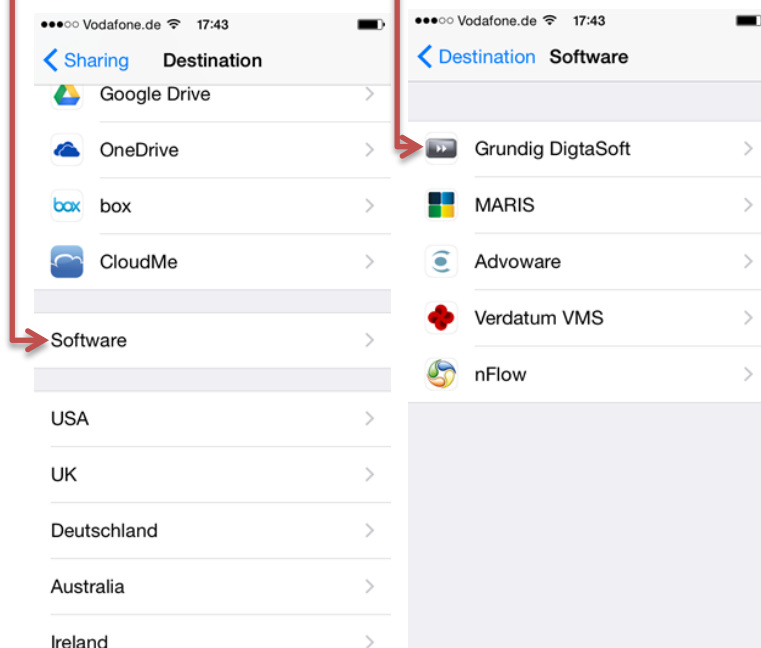 Vodafone.de 17:43
Sharing Destination
Google Drive
OneDrive
box box
CloudMe
Software
USA
UK
Deutschland
Australia
Ireland
Vodafone.de 17:43
Destination Software
Grundig DigtaSoft
MARIS
Advoware
Verdatum VMS
nFlow